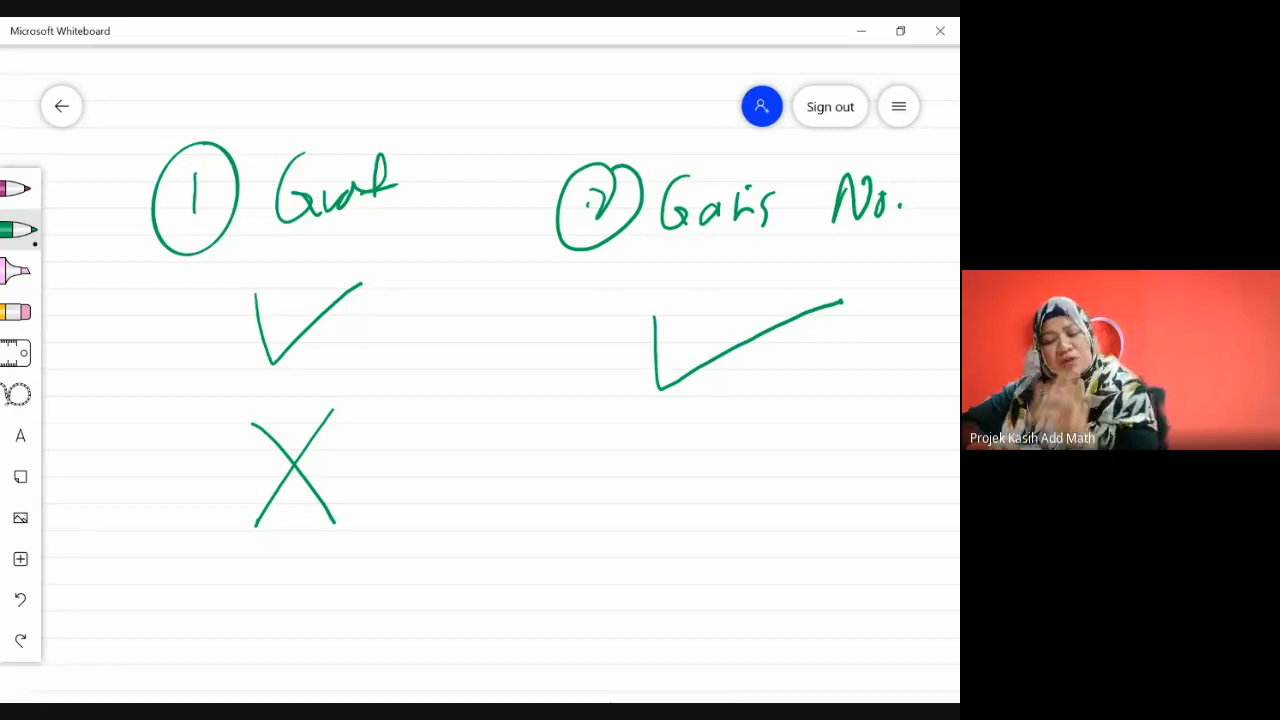 Microsoft Whiteboard
Sign out
1 Graf
2 Garis No.
A
Projek Kasih Add Math